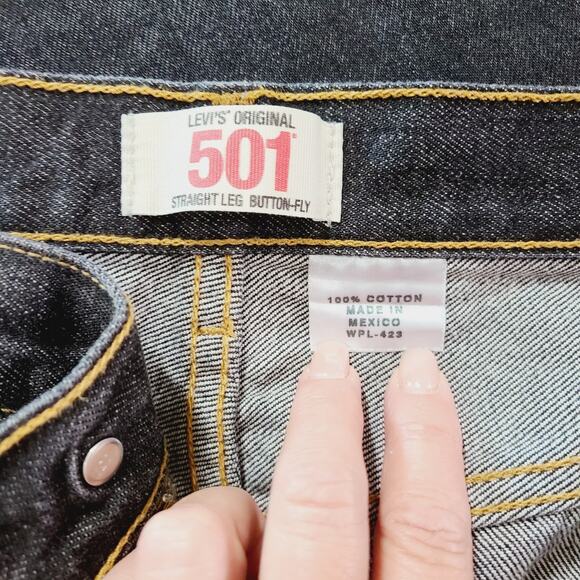 LEVI'S® ORIGINAL
501®
STRAIGHT LEG BUTTON-FLY
100% COTTON
MADE IN
MEXICO
WPL-423